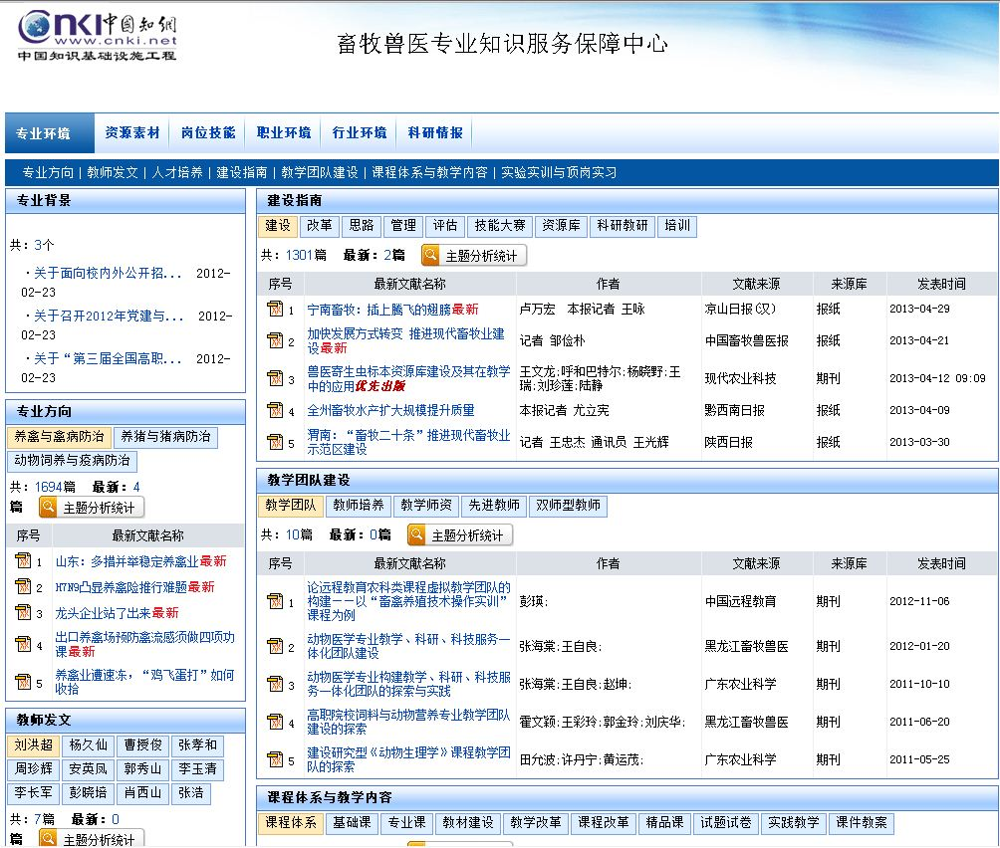 cnki中国知网
www.cnki.net
中国知识基础设施工程
畜牧兽医专业知识服务保障中心
专业环境 资源素材 岗位技能 职业环境 行业环境 科研情报
专业方向 | 教师发文 | 人才培养 | 建设指南 | 教学团队建设 | 课程体系与教学内容 | 实验实训与顶岗实习
专业背景
共：3个
·关于面向校内外公开招... 2012-
02-23
·关于召开2012年党建与... 2012-
02-23
·关于“第三届全国高职... 2012-
02-23
专业方向
养禽与禽病防治 养猪与猪病防治
动物饲养与疫病防治
共：1694篇 最新：4
篇 主题分析统计
序号 最新文献名称
1 山东：多措并举稳定养禽业最新
2 H7N9凸显养禽险推行难题最新
3 龙头企业站了出来最新
4 出口养禽场预防禽流感须做四项功
课最新
5 养禽业遭速冻，“鸡飞蛋打”如何
收拾
教师发文
刘洪超 杨久仙 曹授俊 张孝和
周珍辉 安英凤 郭秀山 李玉清
李长军 彭晓培 肖西山 张浩
共：7篇 最新：0
篇 主题分析统计
建设指南
建设 改革 思路 管理 评估 技能大赛 资源库 科研教研 培训
共：1301篇 最新：2篇 主题分析统计
序号 最新文献名称 作者 文献来源 来源库 发表时间
1 宁南畜牧：插上腾飞的翅膀最新 卢万宏 本报记者 王咏 凉山日报(汉) 报纸 2013-04-29
2 加快发展方式转变 推进现代畜牧业建
设最新 记者 邹俭朴 中国畜牧兽医报 报纸 2013-04-21
3 兽医寄生虫标本资源库建设及其在教学
中的应用优先出版 王文龙;呼和巴特尔;杨晓野;王
瑞;刘珍莲;陆静 现代农业科技 期刊 2013-04-12 09:09
4 全州畜牧水产扩大规模提升质量 本报记者 尤立宪 黔西南日报 报纸 2013-04-09
5 渭南：“畜牧二十条”推进现代畜牧业
示范区建设 记者 王忠杰 通讯员 王光辉 陕西日报 报纸 2013-03-30
教学团队建设
教学团队 教师培养 教学师资 先进教师 双师型教师
共：10篇 最新：0篇 主题分析统计
序号 最新文献名称 作者 文献来源 来源库 发表时间
1 论远程教育农科类课程虚拟教学团队的
构建——以“畜禽养殖技术操作实训”
课程为例 彭瑛; 中国远程教育 期刊 2012-11-06
2 动物医学专业教学、科研、科技服务一
体化团队建设 张海棠;王自良; 黑龙江畜牧兽医 期刊 2012-01-20
3 动物医学专业构建教学、科研、科技服
务一体化团队的探索与实践 张海棠;王自良;赵坤; 广东农业科学 期刊 2011-10-10
4 高职院校饲料与动物营养专业教学团队
建设的探索 霍文颖;王彩玲;郭金玲;刘庆华; 黑龙江畜牧兽医 期刊 2011-06-20
5 建设研究型《动物生理学》课程教学团
队的探索 田允波;许丹宁;黄运茂; 广东农业科学 期刊 2011-05-25
课程体系与教学内容
课程体系 基础课 专业课 教材建设 教学改革 课程改革 精品课 试题试卷 实践教学 课件教案